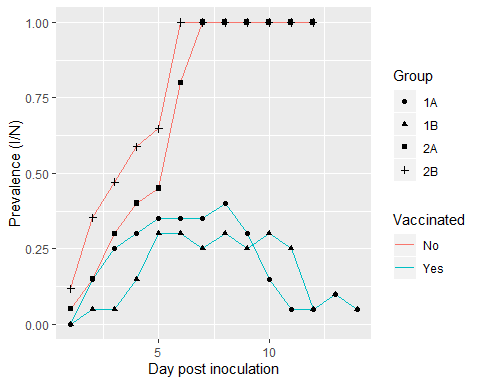 1.00
0.75
0.50
0.25
0.00
Prevalence (I/N)
5
10
Day post inoculation
Group
1A
1B
2A
2B
Vaccinated
No
Yes